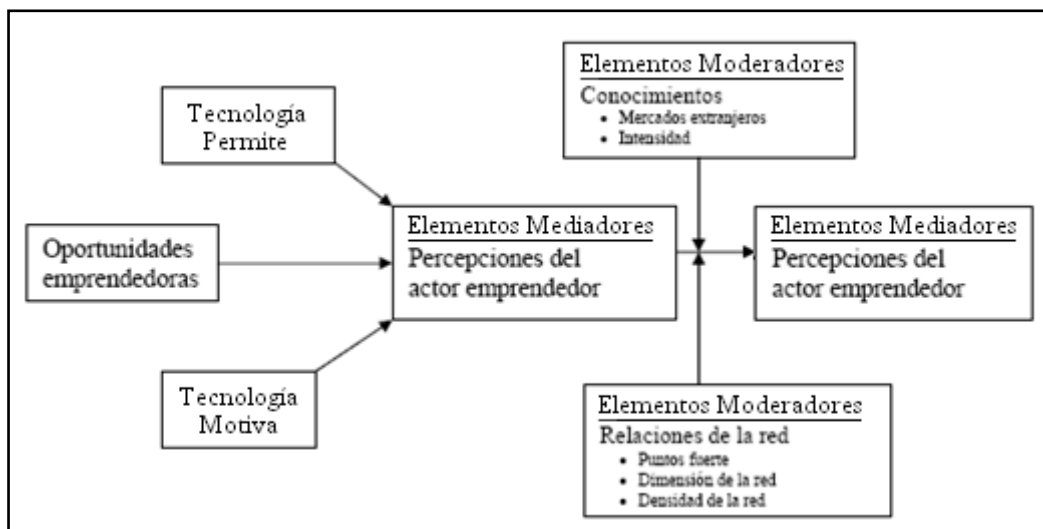 Elementos Moderadores
Conocimientos
• Mercados extranjeros
• Intensidad
Tecnología
Permite
Oportunidades
emprendedoras
Elementos Mediadores
Percepciones del
actor emprendedor
Elementos Mediadores
Percepciones del
actor emprendedor
Tecnología
Motiva
Elementos Moderadores
Relaciones de la red
• Puntos fuerte
• Dimensión de la red
• Densidad de la red